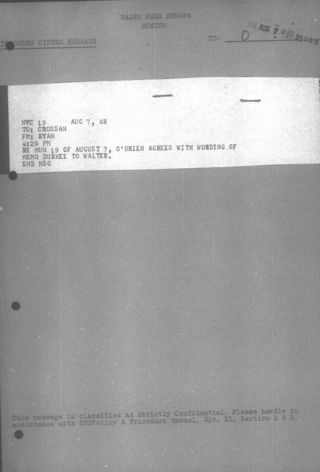 RADIO FREE EUROPE
MUNICH
INCOMING CIPHER MESSAGE
TO: O
AUG 7
NYC 19 AUG 7, 68
TO: CROSSAN
FM: RYAN
4:29 PM
RE MUN 19 OF AUGUST 7, O'BRIEN AGREES WITH WORDING OF
MEMO DURKEE TO WALTER.
END MSG
This message is classified as Strictly Confidential. Please handle in
accordance with RFEPolicy & Procedure Manual, Div. XI, Section 1 & 2.